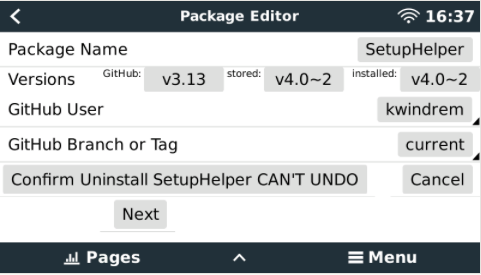 Package Editor 16:37
Package Name SetupHelper
Versions GitHub: v3.13 stored: v4.0~2 installed: v4.0~2
GitHub User kwindrem
GitHub Branch or Tag current
Confirm Uninstall SetupHelper CAN'T UNDO Cancel
Next
Pages Menu